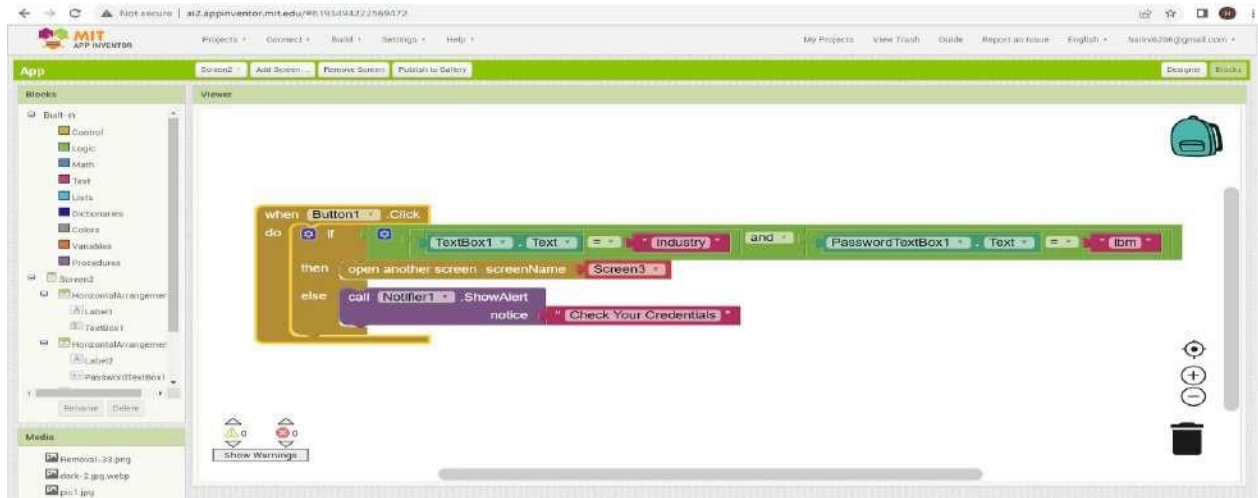 Not secure | ai2.appinventor.mit.edu/#6193494222569472
MIT
APP INVENTOR
Projects Connect Build Settings Help
My Projects View Trash Guide Report an Issue English
App
Screen2 Add Screen ... Remove Screen Publish to Gallery
Designer Blocks
Blocks
Viewer
Built-in
Control
Logic
Math
Text
Lists
Dictionaries
Colors
Variables
Procedures
Screen2
HorizontalArrangemen
Label1
TextBox1
HorizontalArrangemen
Label2
PasswordTextBox1
Rename Delete
Media
Removal-33.png
dark-2.jpg.webp
pic1.jpg
when Button1 .Click
do if TextBox1 . Text = " Industry " and PasswordTextBox1 . Text = " Ibm "
then open another screen screenName Screen3
else call Notifier1 .ShowAlert
notice " Check Your Credentials "
0 0
Show Warnings